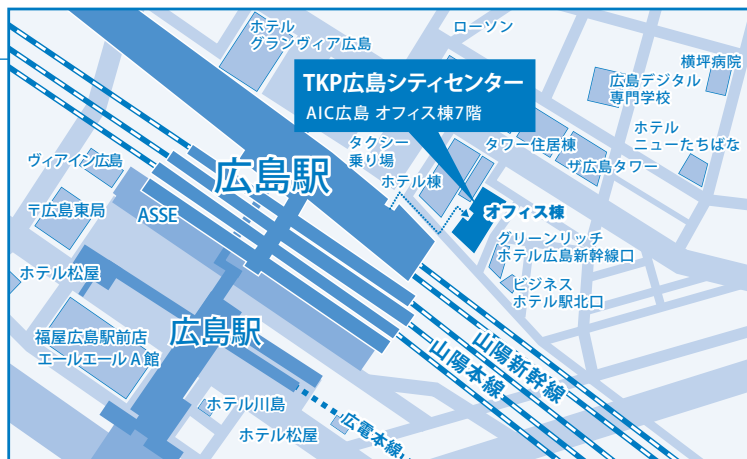 ホテル
グランヴィア広島
ローソン
横坪病院
広島デジタル
専門学校
TKP広島シティセンター
AIC広島 オフィス棟7階
タクシー
乗り場
ホテル棟
タワー住居棟
ザ広島タワー
ホテル
ニューたちばな
ヴィアイン広島
広島駅
〒広島東局
ASSE
オフィス棟
グリーンリッチ
ホテル広島新幹線口
ビジネス
ホテル駅北口
ホテル松屋
広島駅
福屋広島駅前店
エールエールA館
山陽新幹線
山陽本線
ホテル川島
ホテル松屋
広電本線